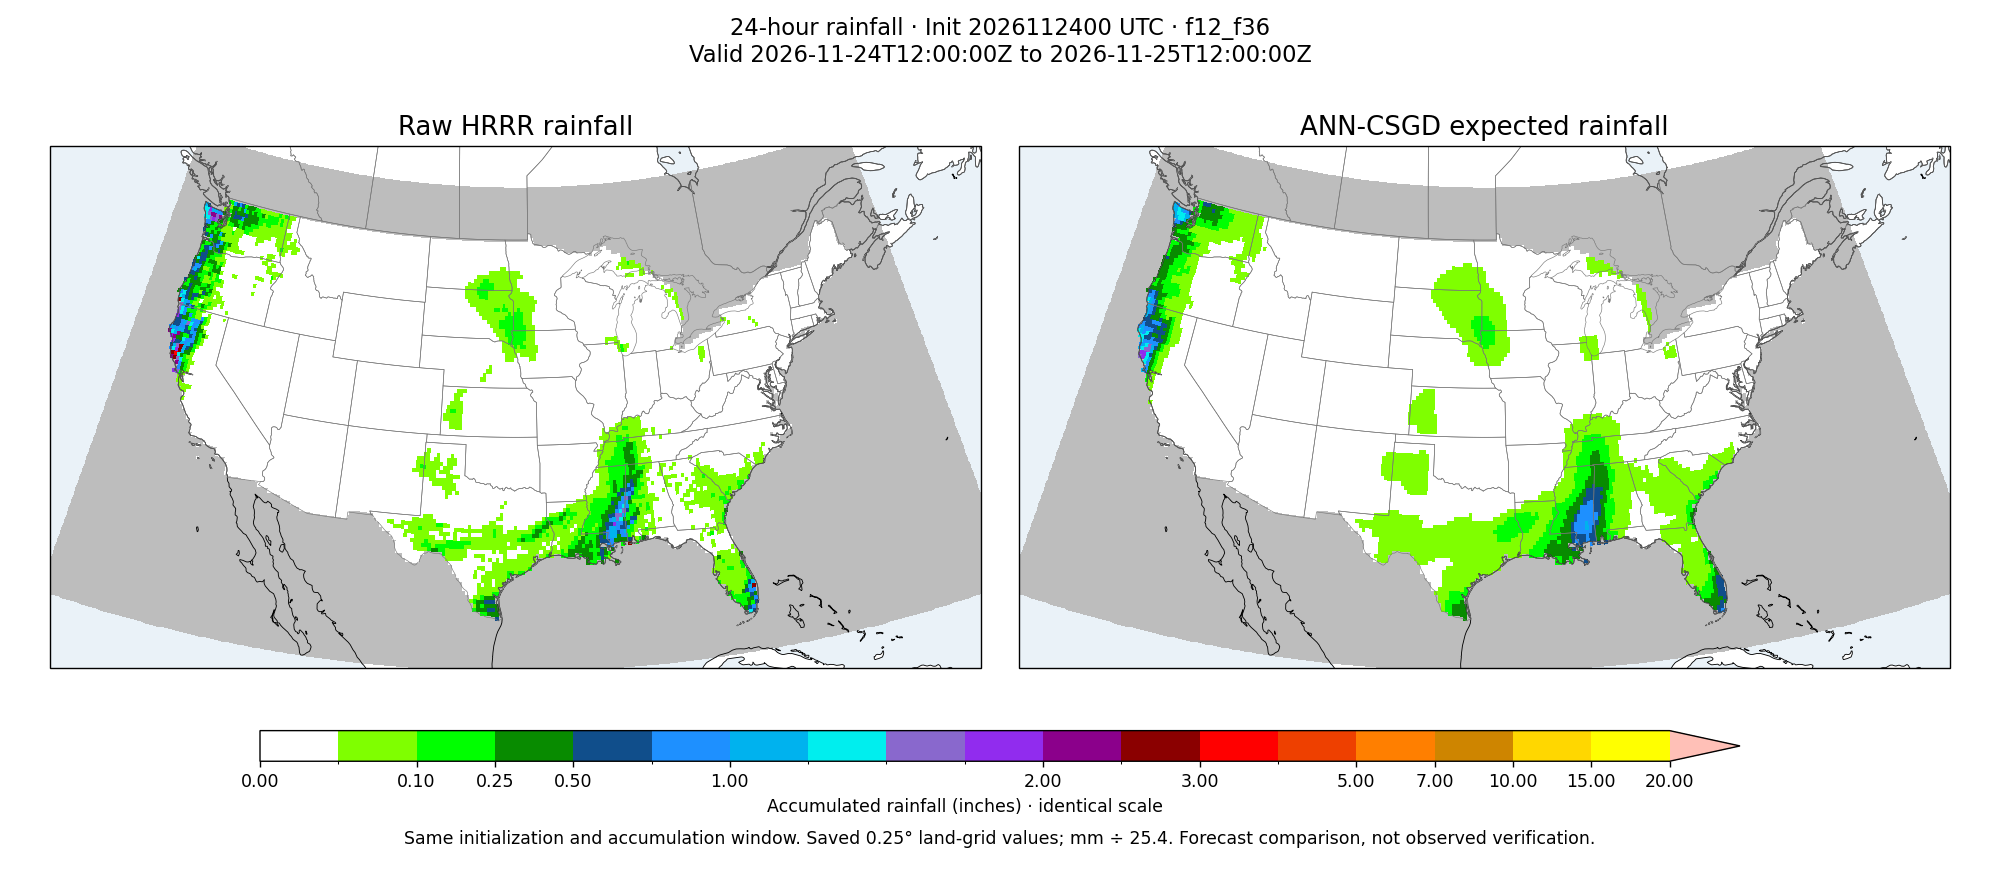 24-hour rainfall · Init 2026112400 UTC · f12_f36
Valid 2026-11-24T12:00:00Z to 2026-11-25T12:00:00Z
Raw HRRR rainfall
ANN-CSGD expected rainfall
0.00 0.10 0.25 0.50 1.00 2.00 3.00 5.00 7.00 10.00 15.00 20.00
Accumulated rainfall (inches) · identical scale
Same initialization and accumulation window. Saved 0.25° land-grid values; mm ÷ 25.4. Forecast comparison, not observed verification.